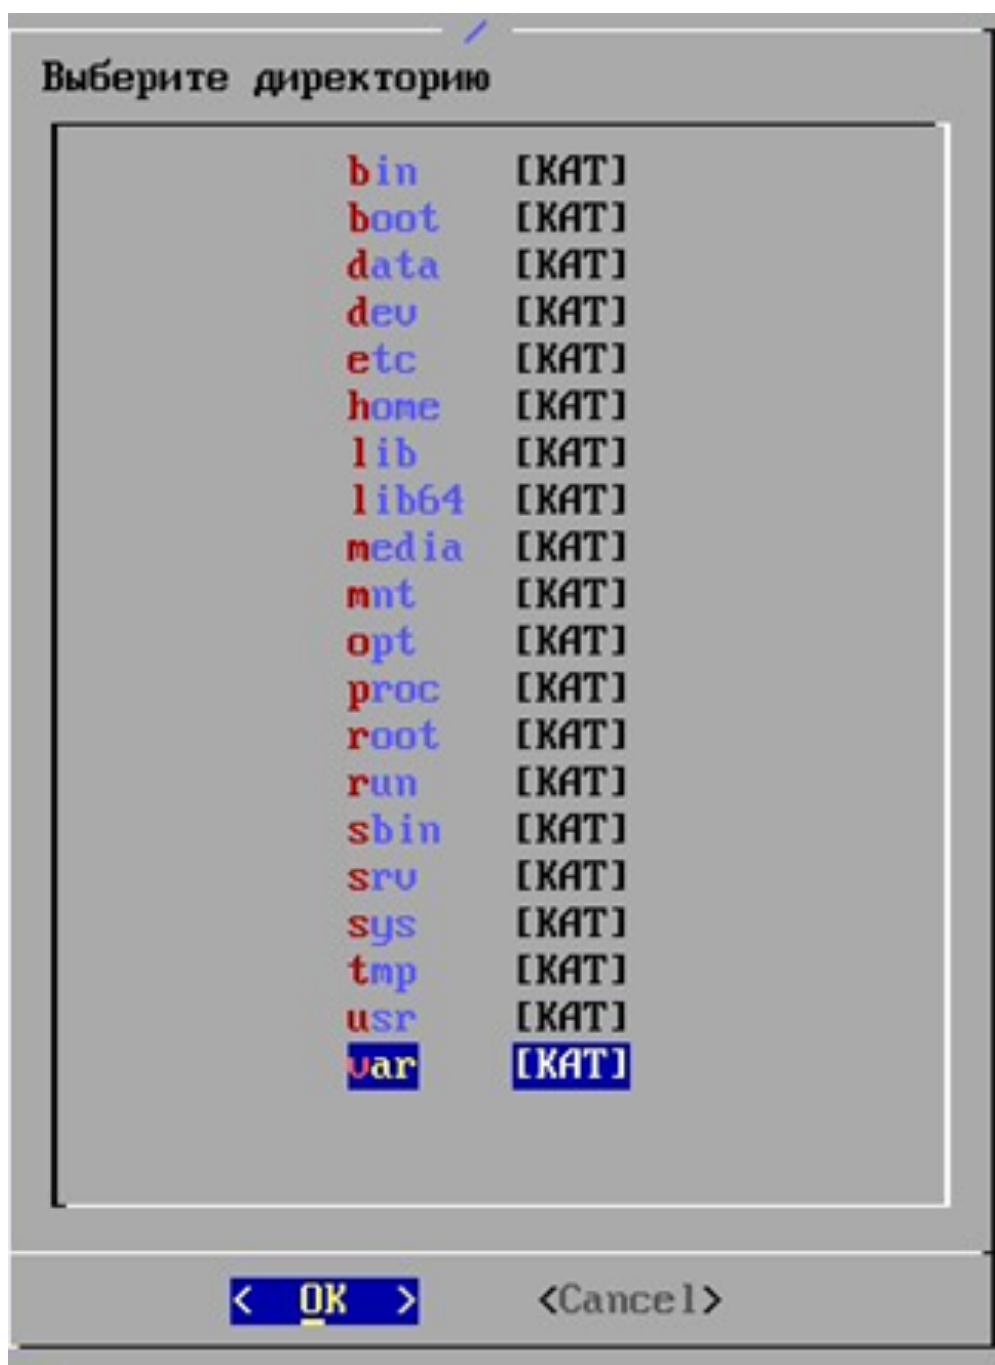 /
Выберите директорию
bin [КАТ]
boot [КАТ]
data [КАТ]
dev [КАТ]
etc [КАТ]
home [КАТ]
lib [КАТ]
lib64 [КАТ]
media [КАТ]
mnt [КАТ]
opt [КАТ]
proc [КАТ]
root [КАТ]
run [КАТ]
sbin [КАТ]
srv [КАТ]
sys [КАТ]
tmp [КАТ]
usr [КАТ]
var [КАТ]
< OK > <Cancel>